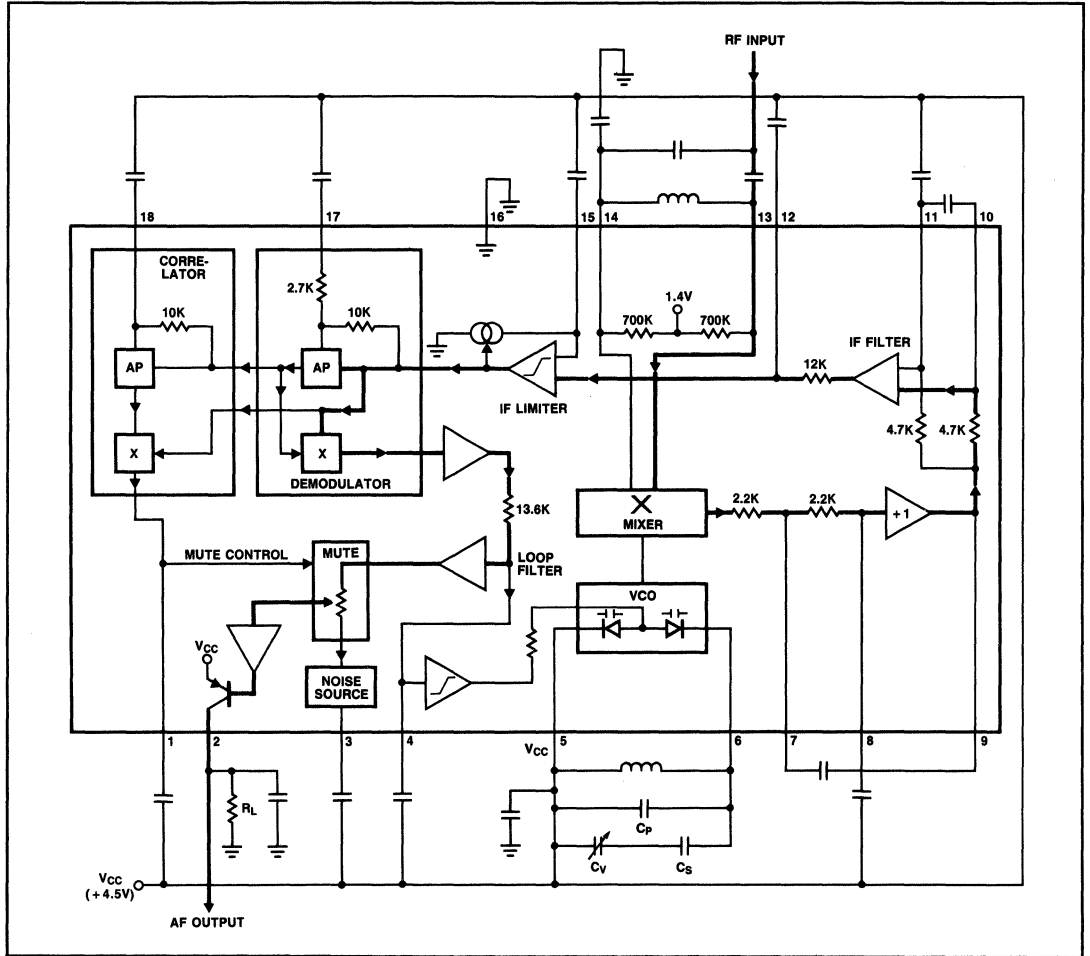 RF INPUT
18
17
16
15
14
13
12
11
10
CORRE-
LATOR
2.7K
10K
10K
1.4V
700K
700K
IF FILTER
AP
AP
12K
IF LIMITER
4.7K
4.7K
X
X
DEMODULATOR
13.6K
X
MIXER
2.2K
2.2K
+1
MUTE CONTROL
MUTE
LOOP
FILTER
VCO
VCC
NOISE
SOURCE
1
2
3
4
VCC
5
6
7
8
9
RL
CP
CV
CS
VCC
(+4.5V)
AF OUTPUT